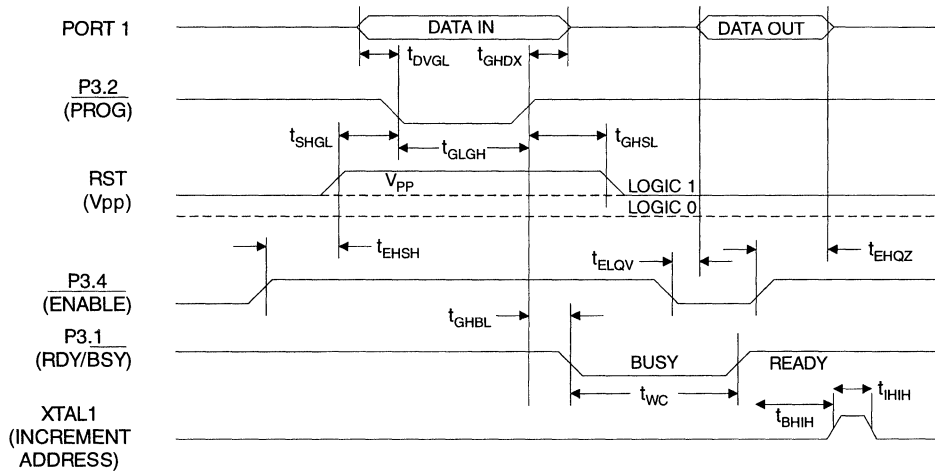 PORT 1
DATA IN
DATA OUT
tDVGL
tGHDX
P3.2
(PROG)
tSHGL
tGLGH
tGHSL
RST
(Vpp)
VPP
LOGIC 1
LOGIC 0
tEHSH
tELQV
tEHQZ
P3.4
(ENABLE)
tGHBL
P3.1
(RDY/BSY)
BUSY
READY
tWC
tIHIH
tBHIH
XTAL1
(INCREMENT
ADDRESS)